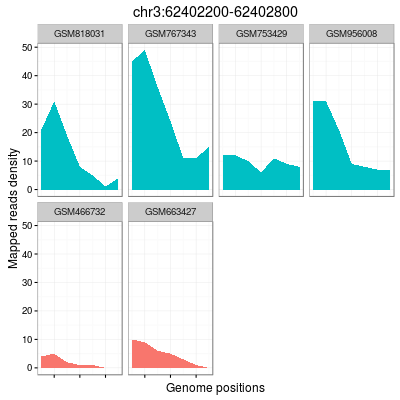 chr3:62402200-62402800
GSM818031 GSM767343 GSM753429 GSM956008
50
40
30
20
10
0
Mapped reads density
GSM466732 GSM663427
50
40
30
20
10
0
Genome positions